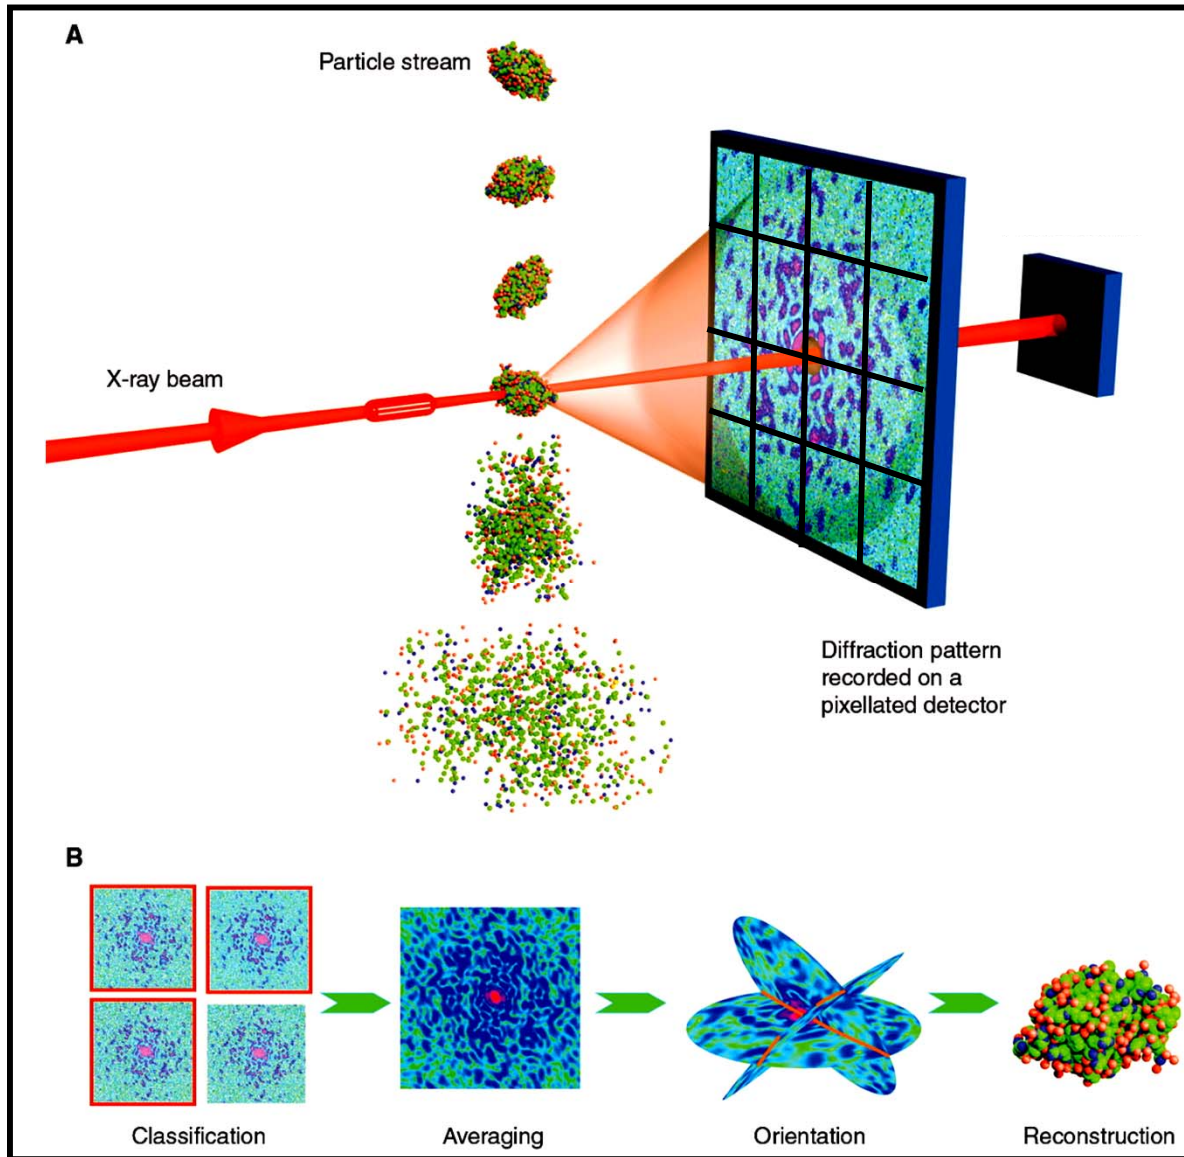 A
Particle stream
X-ray beam
Diffraction pattern
recorded on a
pixellated detector
B
Classification
Averaging
Orientation
Reconstruction